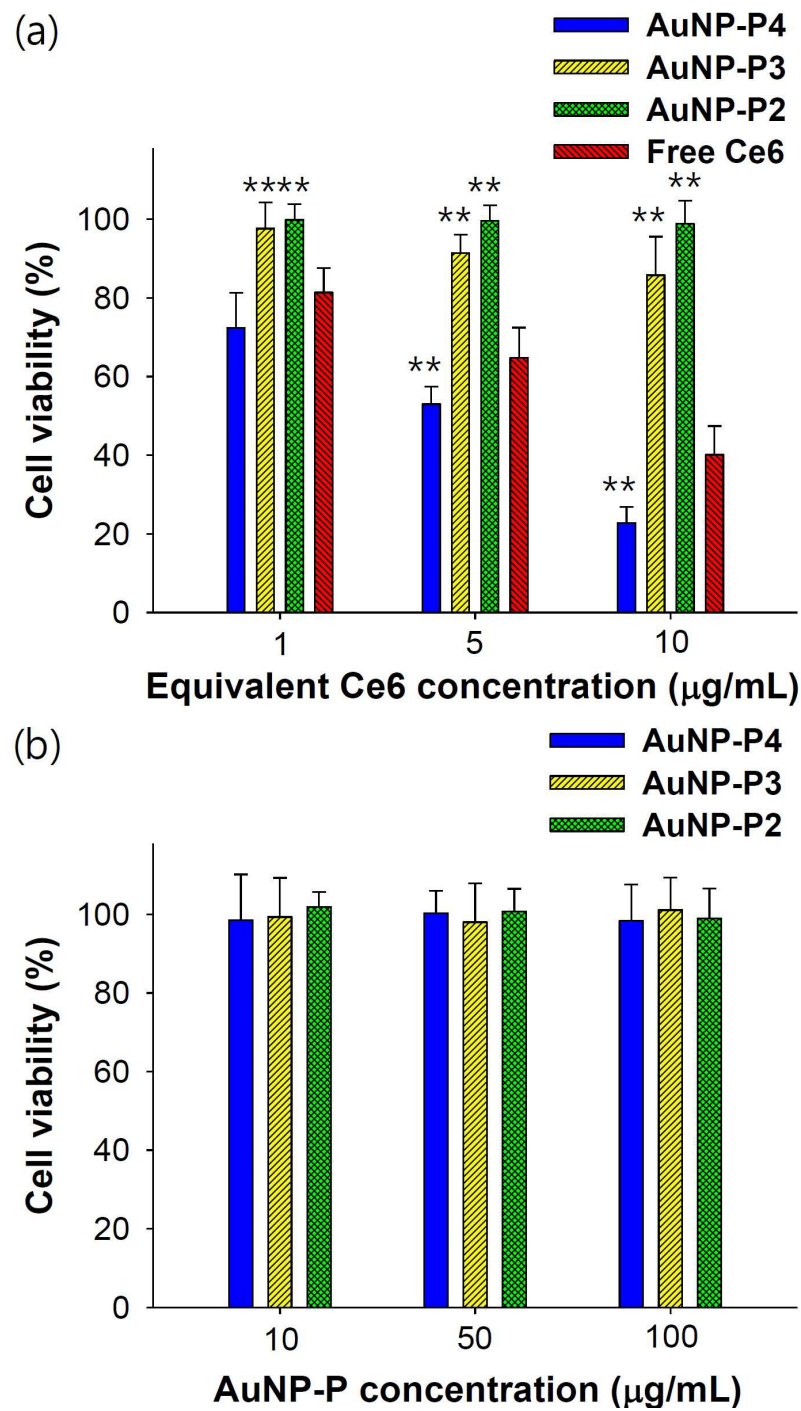 (a)
AuNP-P4
AuNP-P3
AuNP-P2
Free Ce6
**** ** ** ** **
** **
Cell viability (%)
100
80
60
40
20
0
1 5 10
Equivalent Ce6 concentration (μg/mL)
(b)
AuNP-P4
AuNP-P3
AuNP-P2
Cell viability (%)
100
80
60
40
20
0
10 50 100
AuNP-P concentration (μg/mL)